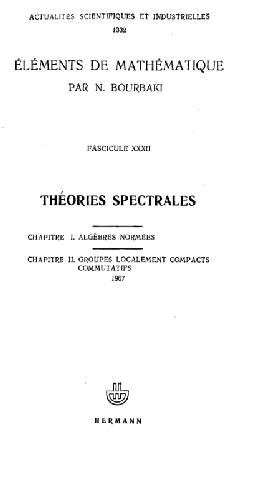 ACTUALITÉS SCIENTIFIQUES ET INDUSTRIELLES
1332
ÉLÉMENTS DE MATHÉMATIQUE
PAR N. BOURBAKI
FASCICULE XXXII
THÉORIES SPECTRALES
CHAPITRE I. ALGÈBRES NORMÉES
CHAPITRE II. GROUPES LOCALEMENT COMPACTS
COMMUTATIFS
1967
HERMANN